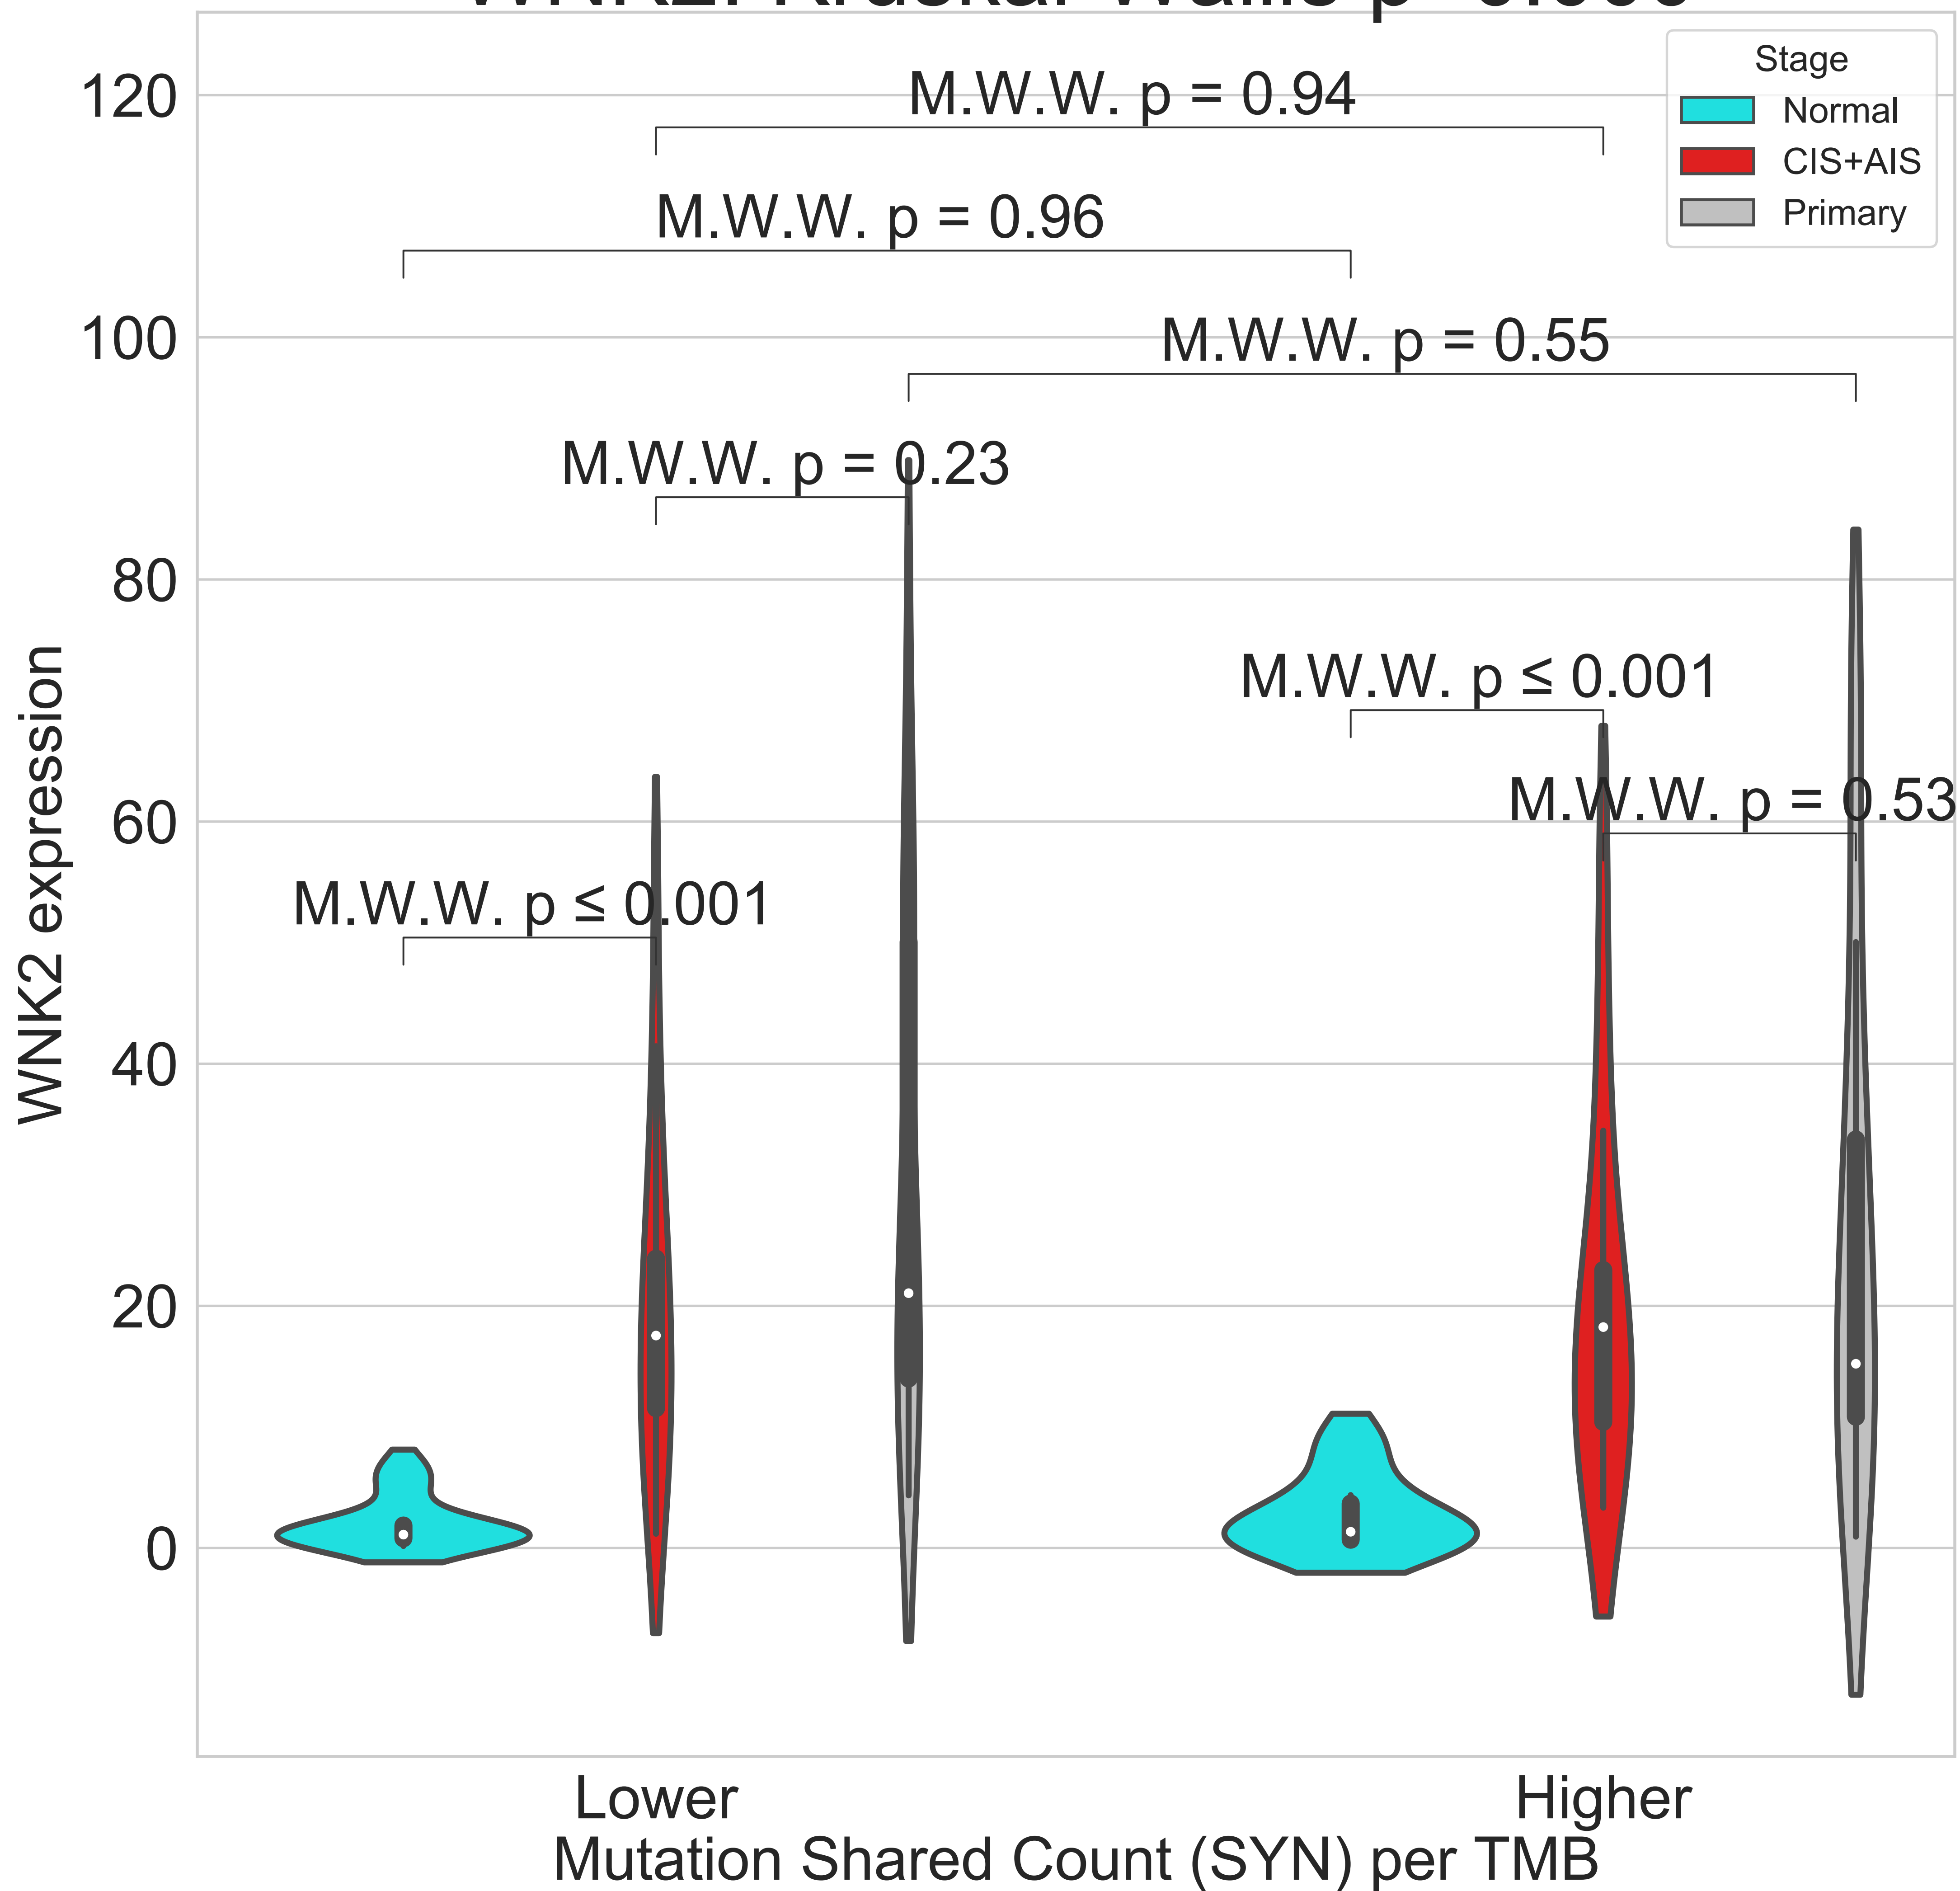 120
100
80
60
40
20
0
WNK2 expression
M.W.W. p = 0.94
M.W.W. p = 0.96
M.W.W. p = 0.55
M.W.W. p = 0.23
M.W.W. p ≤ 0.001
M.W.W. p = 0.53
M.W.W. p ≤ 0.001
Stage
Normal
CIS+AIS
Primary
Lower
Higher
Mutation Shared Count (SYN) per TMB